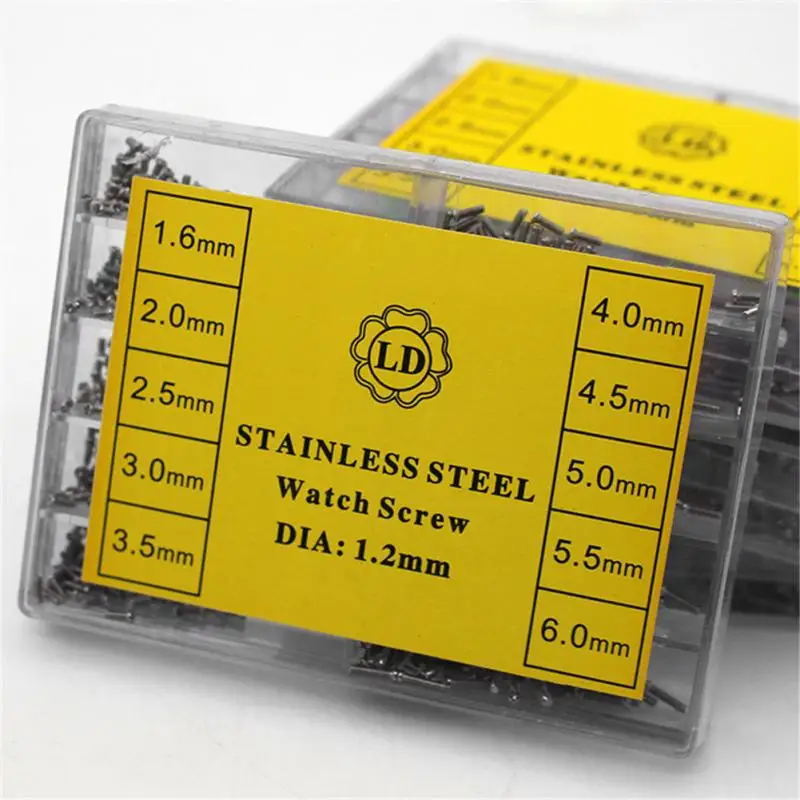 1.6mm
2.0mm
2.5mm
3.0mm
3.5mm
LD
STAINLESS STEEL
Watch Screw
DIA: 1.2mm
4.0mm
4.5mm
5.0mm
5.5mm
6.0mm
LD
STAINLESS STEEL